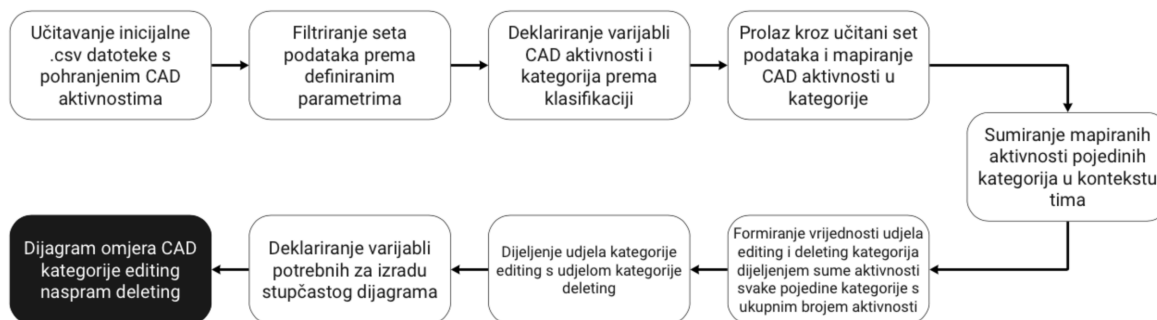 Učitavanje inicijalne
.csv datoteke s
pohranjenim CAD
aktivnostima
Filtriranje seta
podataka prema
definiranim
parametrima
Deklariranje varijabli
CAD aktivnosti i
kategorija prema
klasifikaciji
Prolaz kroz učitani set
podataka i mapiranje
CAD aktivnosti u
kategorije
Sumiranje mapiranih
aktivnosti pojedinih
kategorija u kontekstu
tima
Formiranje vrijednosti udjela
editing i deleting kategorija
dijeljenjem sume aktivnosti
svake pojedine kategorije s
ukupnim brojem aktivnosti
Dijeljenje udjela kategorije
editing s udjelom kategorije
deleting
Deklariranje varijabli
potrebnih za izradu
stupčastog dijagrama
Dijagram omjera CAD
kategorije editing
naspram deleting